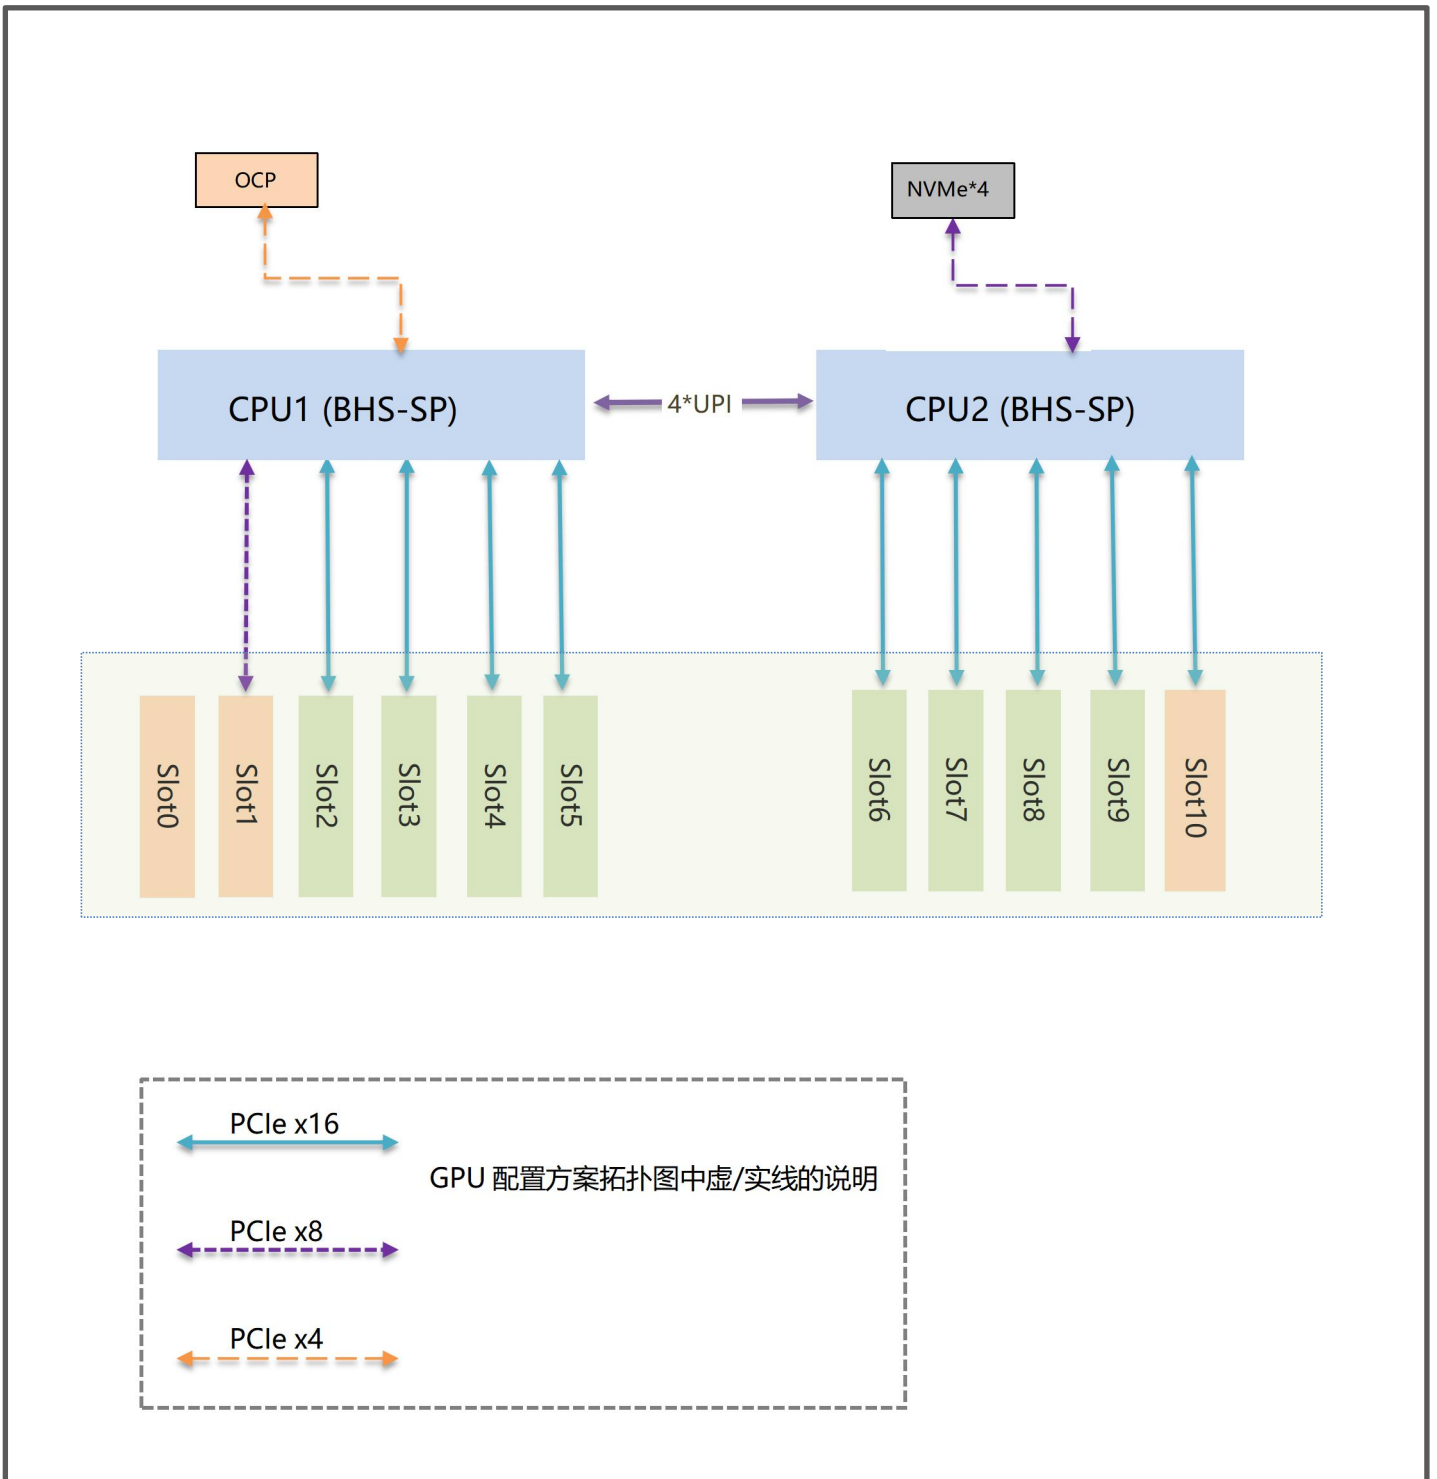 OCP
NVMe*4
CPU1 (BHS-SP)
4*UPI
CPU2 (BHS-SP)
Slot0
Slot1
Slot2
Slot3
Slot4
Slot5
Slot6
Slot7
Slot8
Slot9
Slot10
PCIe x16
GPU 配置方案拓扑图中虚/实线的说明
PCIe x8
PCIe x4